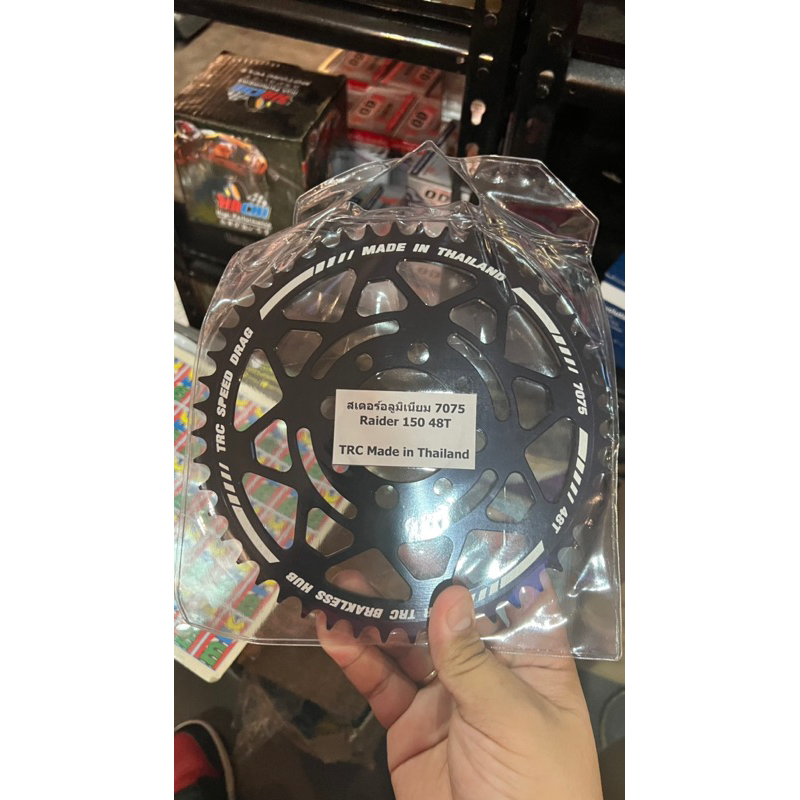 MADE IN THAILAND
TRC SPEED DRAG
7075
48T
สเตอร์อลูมิเนียม 7075
Raider 150 48T
TRC Made in Thailand
R TRC BRAKLESS HUB